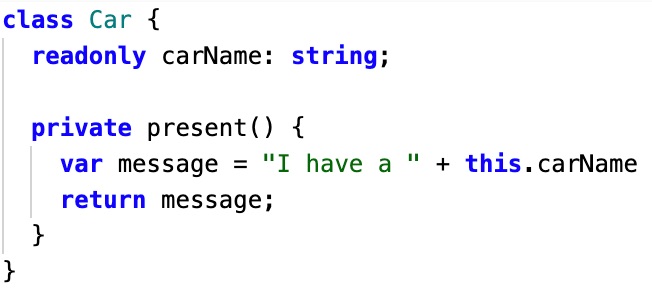 class Car {
  readonly carName: string;

  private present() {
    var message = "I have a " + this.carName
    return message;
  }
}